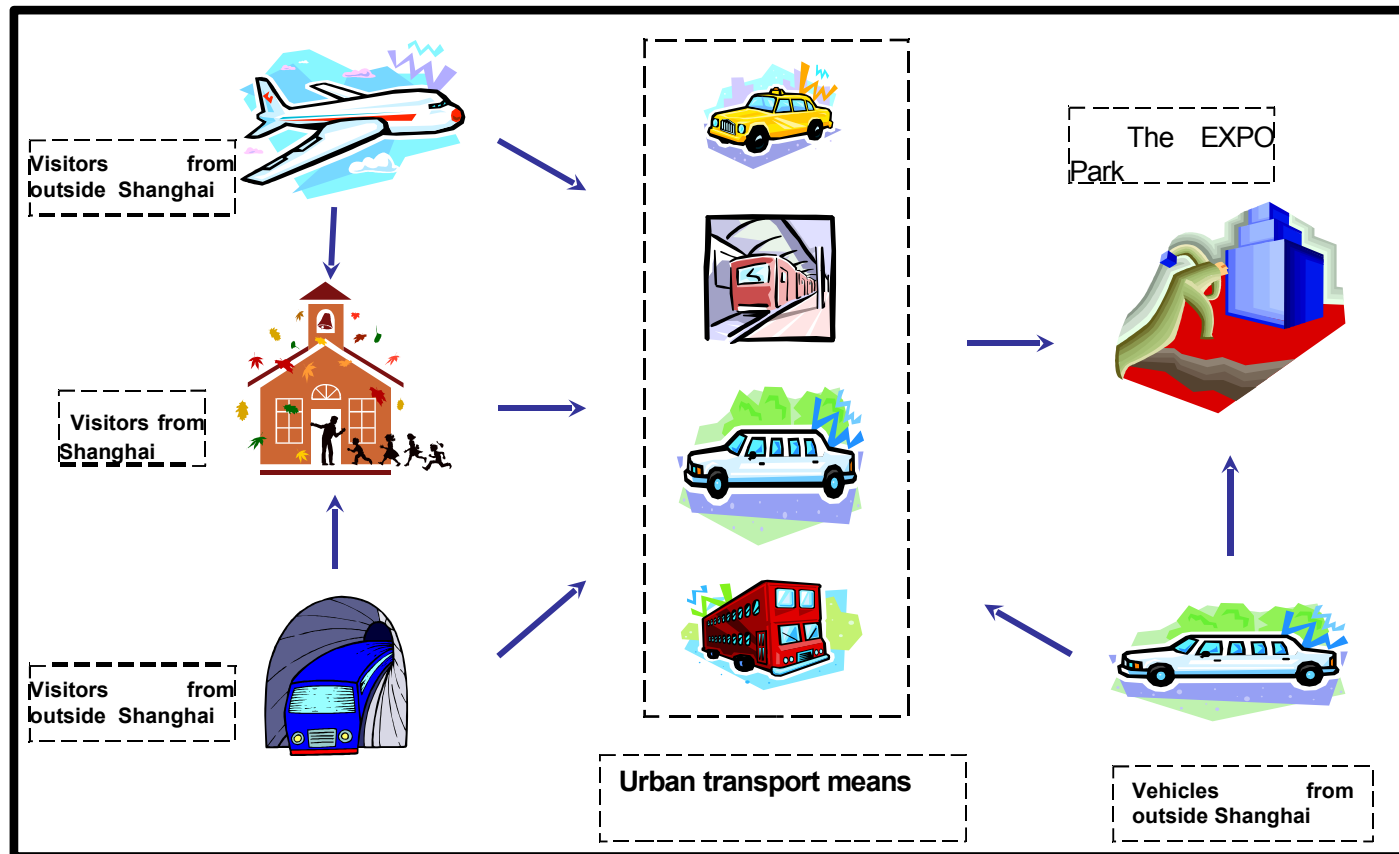 Visitors from
outside Shanghai
The EXPO
Park
Visitors from
Shanghai
Visitors from
outside Shanghai
Urban transport means
Vehicles from
outside Shanghai